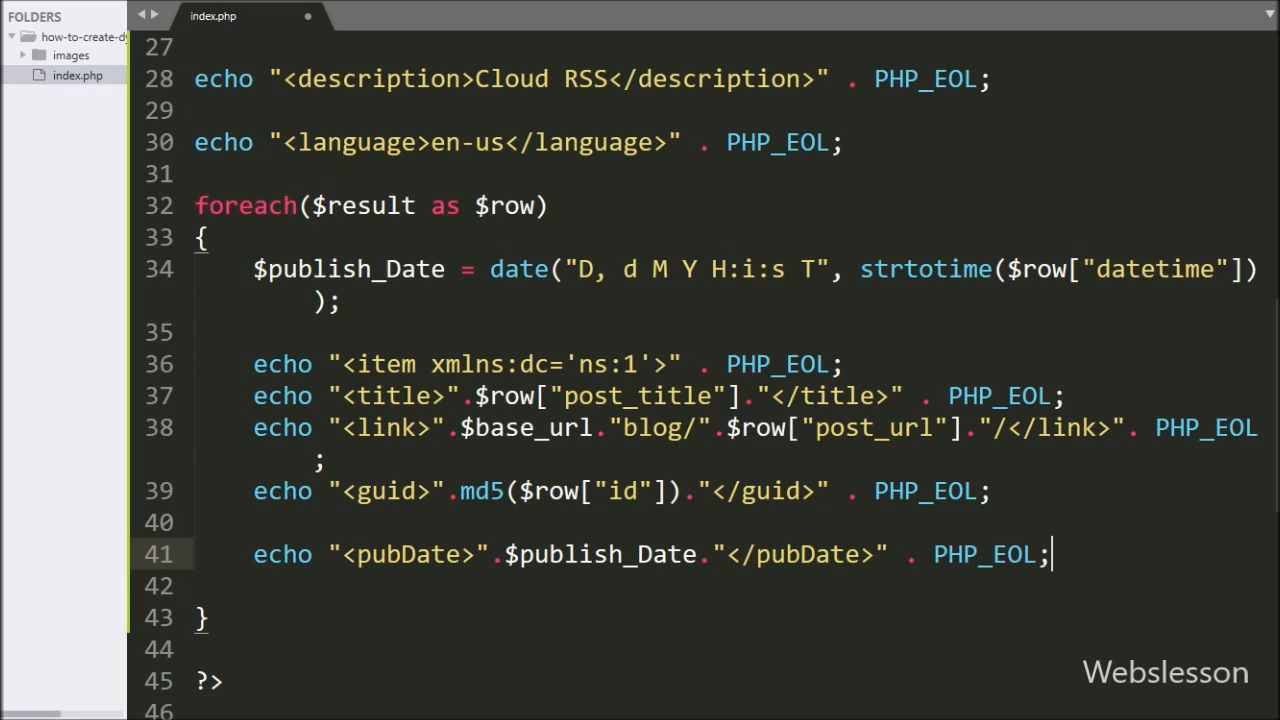 FOLDERS
how-to-create-dy
images
index.php
index.php
27
28 echo "<description>Cloud RSS</description>" . PHP_EOL;
29
30 echo "<language>en-us</language>" . PHP_EOL;
31
32 foreach($result as $row)
33 {
34 $publish_Date = date("D, d M Y H:i:s T", strtotime($row["datetime"])
);
35
36 echo "<item xmlns:dc='ns:1'>" . PHP_EOL;
37 echo "<title>".$row["post_title"]."</title>" . PHP_EOL;
38 echo "<link>".$base_url."blog/".$row["post_url"]."/</link>". PHP_EOL
;
39 echo "<guid>".md5($row["id"])."</guid>" . PHP_EOL;
40
41 echo "<pubDate>".$publish_Date."</pubDate>" . PHP_EOL;
42
43 }
44
45 ?>
46
Webslesson